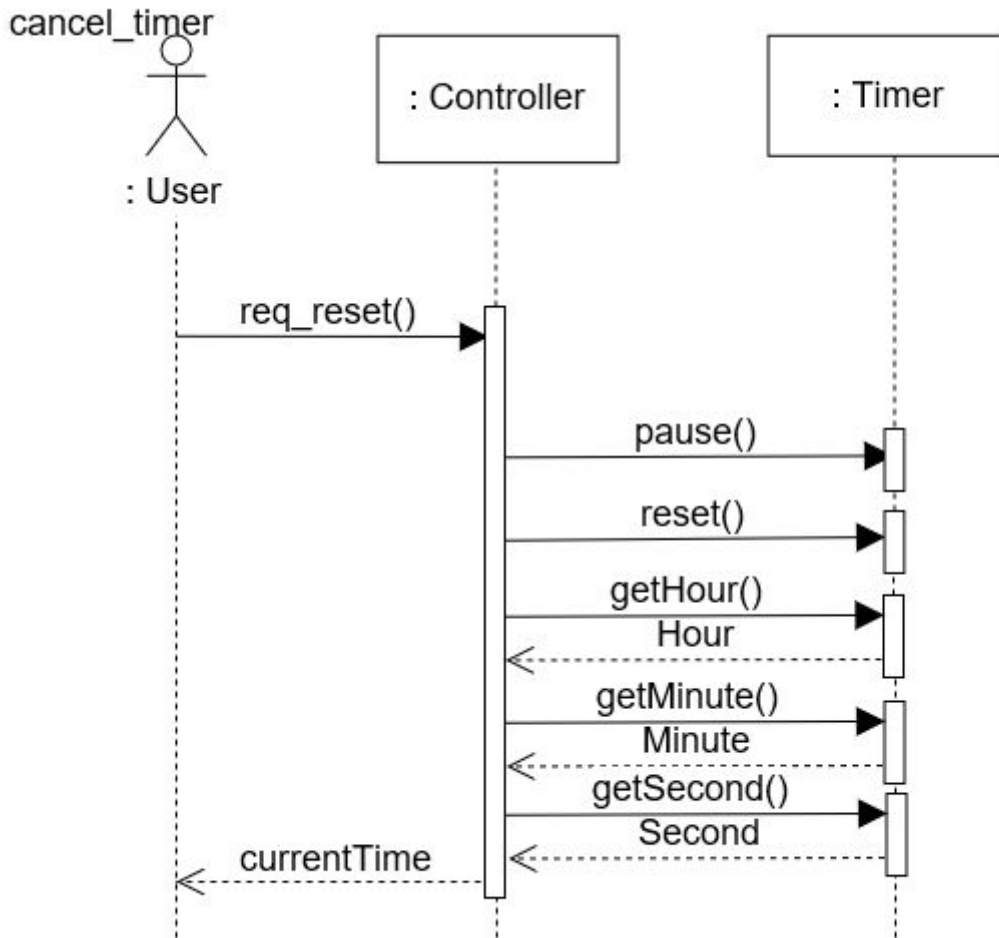 cancel_timer
: User
: Controller
: Timer
req_reset()
pause()
reset()
getHour()
Hour
getMinute()
Minute
getSecond()
Second
currentTime